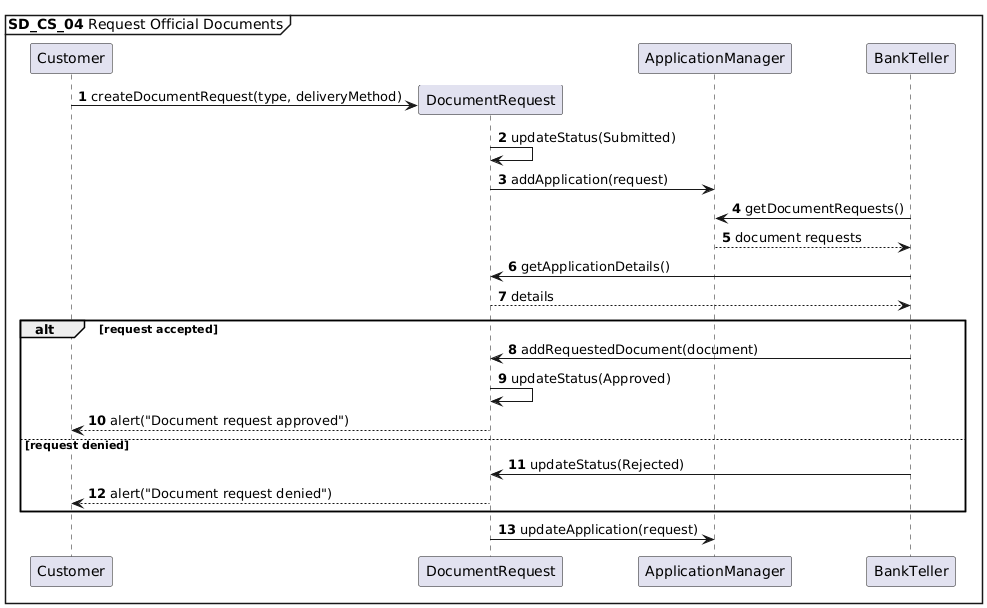 SD_CS_04 Request Official Documents
Customer
ApplicationManager
BankTeller
1 createDocumentRequest(type, deliveryMethod)
DocumentRequest
2 updateStatus(Submitted)
3 addApplication(request)
4 getDocumentRequests()
5 document requests
6 getApplicationDetails()
7 details
alt [request accepted]
8 addRequestedDocument(document)
9 updateStatus(Approved)
10 alert("Document request approved")
[request denied]
11 updateStatus(Rejected)
12 alert("Document request denied")
13 updateApplication(request)
Customer
DocumentRequest
ApplicationManager
BankTeller